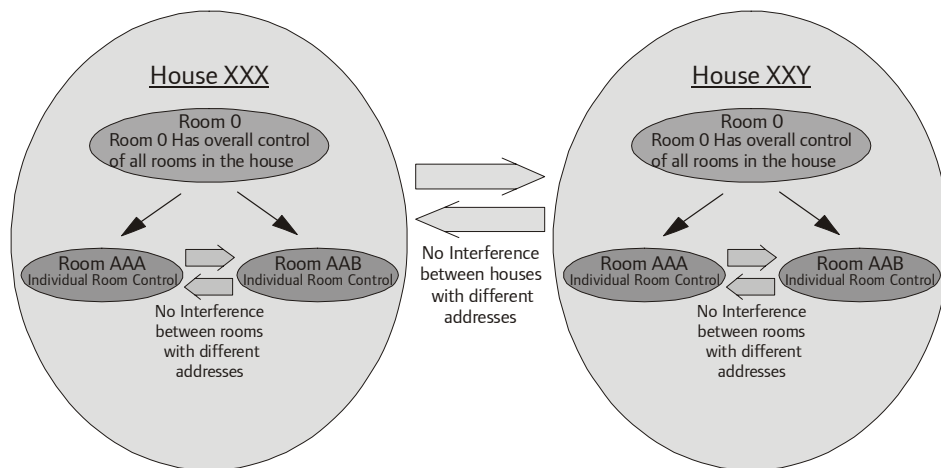 House XXX
Room 0
Room 0 Has overall control
of all rooms in the house
Room AAA
Individual Room Control
Room AAB
Individual Room Control
No Interference
between rooms
with different
addresses
No Interference
between houses
with different
addresses
House XXY
Room 0
Room 0 Has overall control
of all rooms in the house
Room AAA
Individual Room Control
Room AAB
Individual Room Control
No Interference
between rooms
with different
addresses